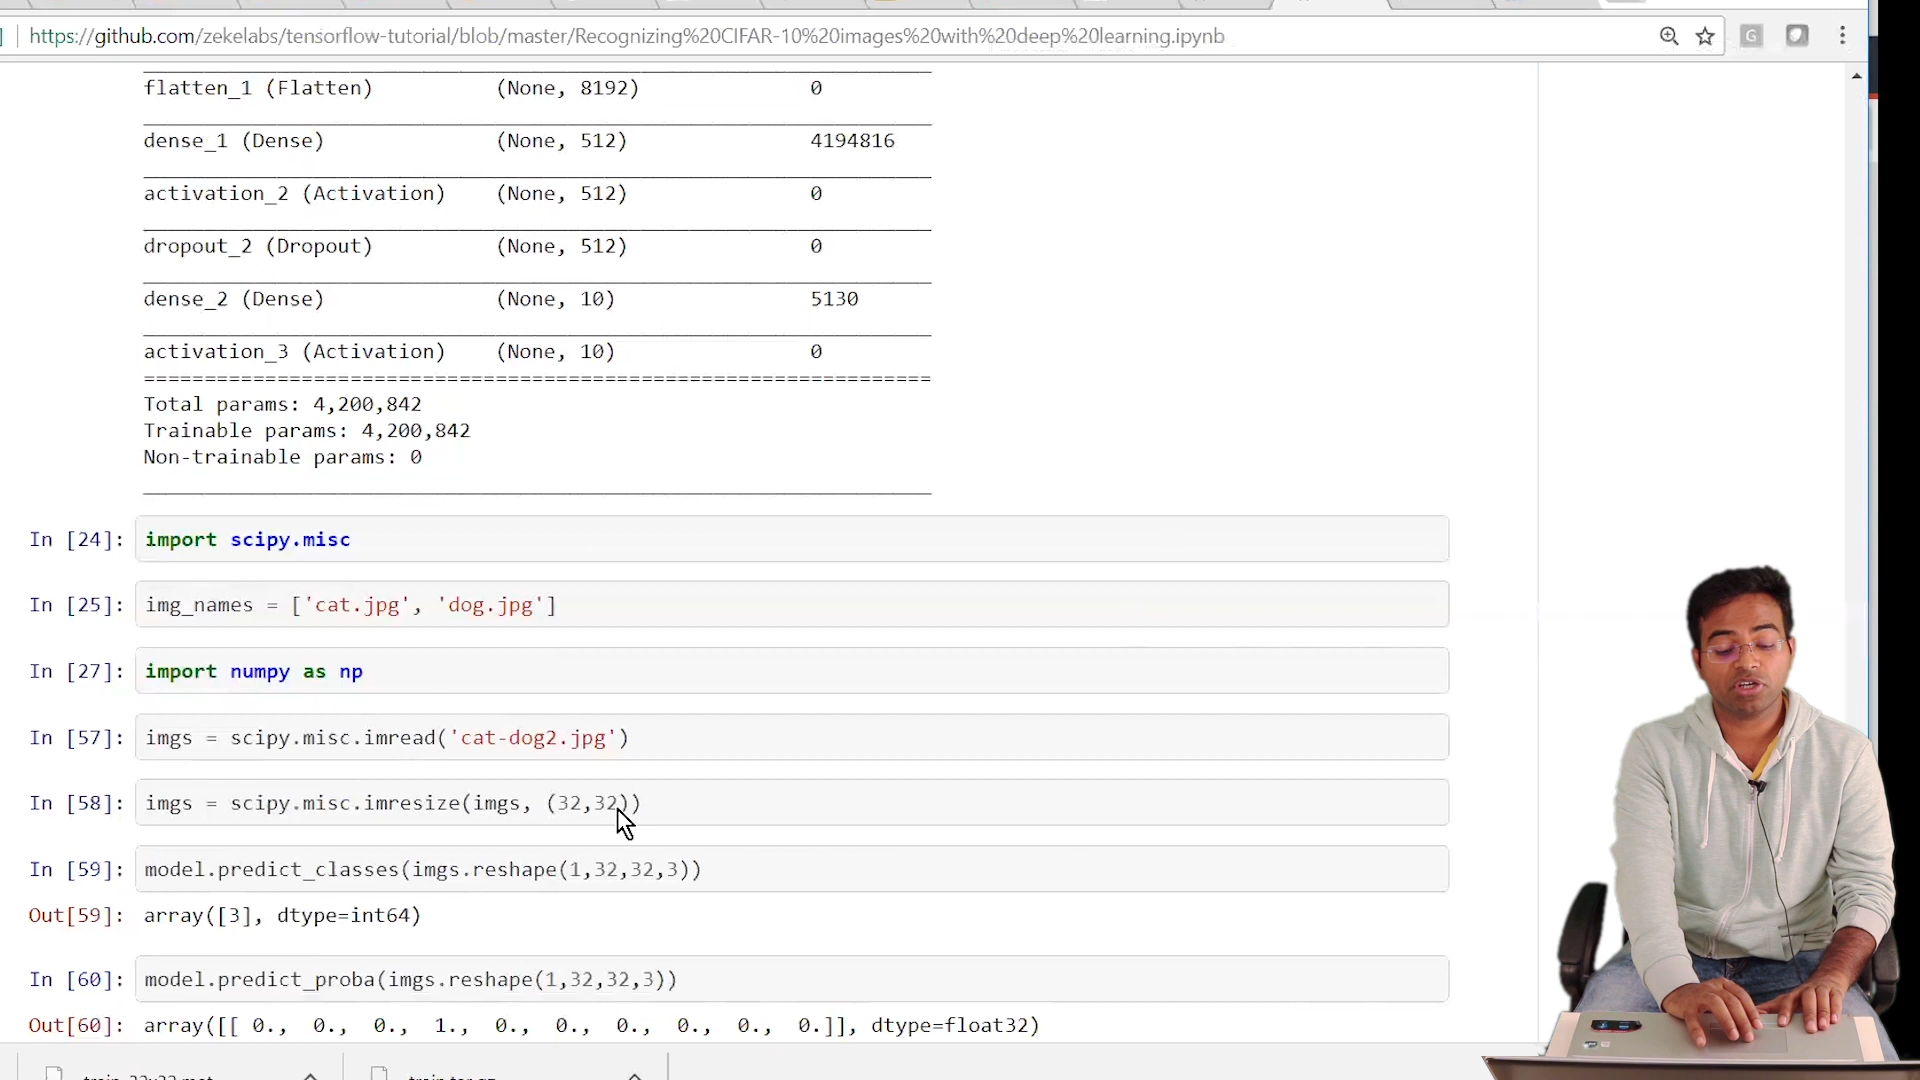 https://github.com/zekelabs/tensorflow-tutorial/blob/master/Recognizing%20CIFAR-10%20images%20with%20deep%20learning.ipynb
G
flatten_1 (Flatten) (None, 8192) 0
dense_1 (Dense) (None, 512) 4194816
activation_2 (Activation) (None, 512) 0
dropout_2 (Dropout) (None, 512) 0
dense_2 (Dense) (None, 10) 5130
activation_3 (Activation) (None, 10) 0
=================================================================
Total params: 4,200,842
Trainable params: 4,200,842
Non-trainable params: 0
In [24]: import scipy.misc
In [25]: img_names = ['cat.jpg', 'dog.jpg']
In [27]: import numpy as np
In [57]: imgs = scipy.misc.imread('cat-dog2.jpg')
In [58]: imgs = scipy.misc.imresize(imgs, (32,32))
In [59]: model.predict_classes(imgs.reshape(1,32,32,3))
Out[59]: array([3], dtype=int64)
In [60]: model.predict_proba(imgs.reshape(1,32,32,3))
Out[60]: array([[ 0., 0., 0., 1., 0., 0., 0., 0., 0., 0.]], dtype=float32)